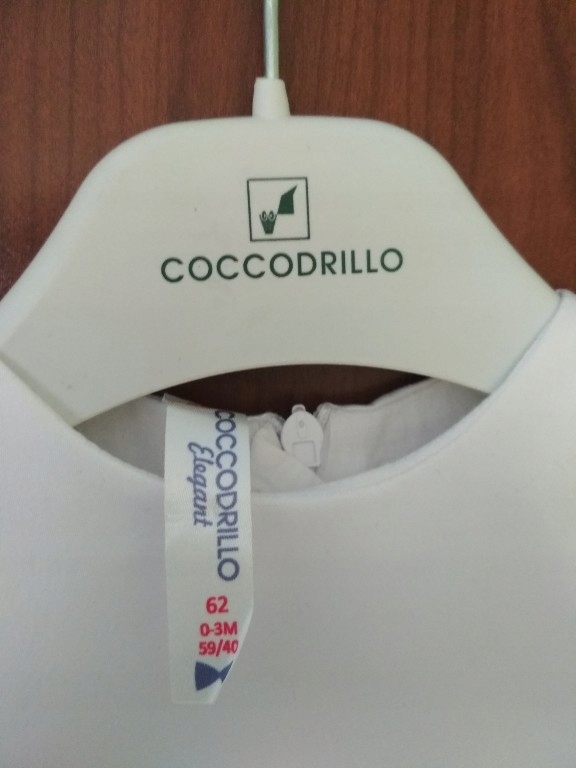 COCCODRILLO
COCCODRILLO
Elegant
62
0-3M
59/40